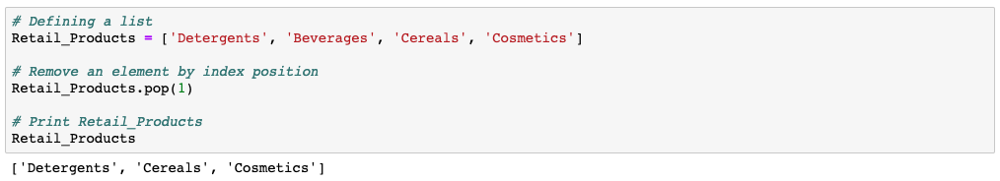 # Defining a list
Retail_Products = ['Detergents', 'Beverages', 'Cereals', 'Cosmetics']
# Remove an element by index position
Retail_Products.pop(1)
# Print Retail_Products
Retail_Products
['Detergents', 'Cereals', 'Cosmetics']